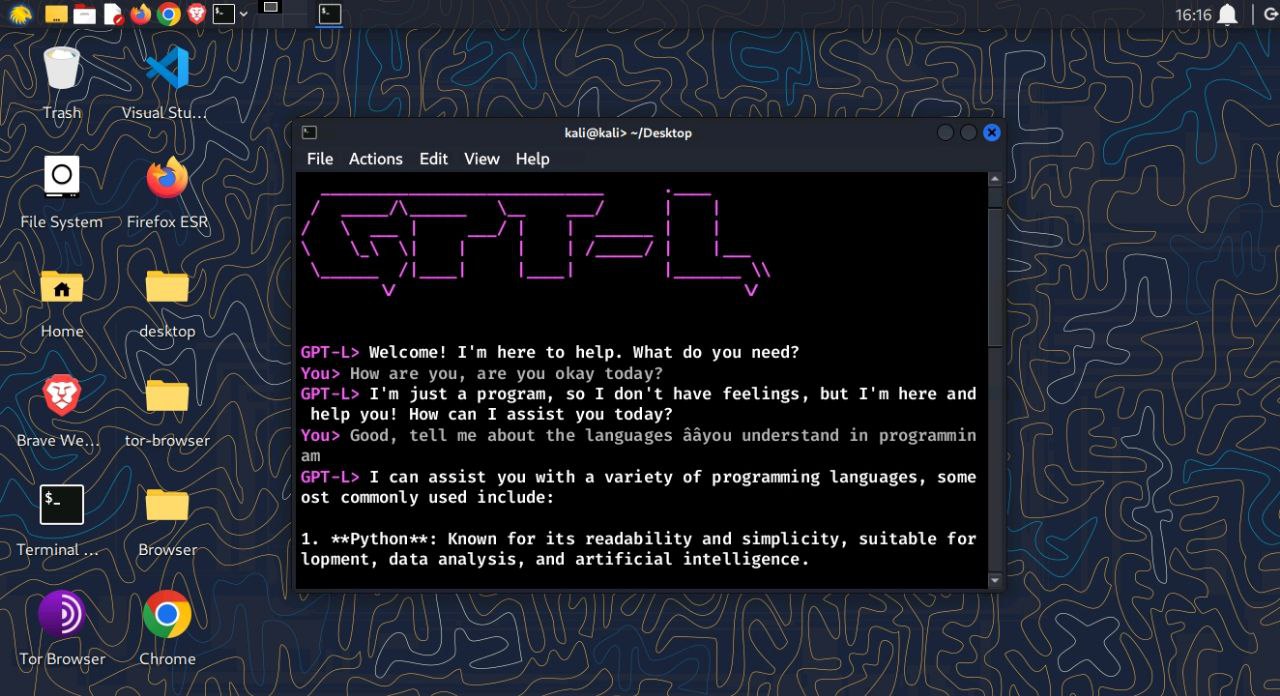 16:16
Trash
Visual Stu...
File System
Firefox ESR
Home
desktop
Brave We...
tor-browser
Terminal ...
Browser
Tor Browser
Chrome
kali@kali> ~/Desktop
File Actions Edit View Help
GPT-L
GPT-L> Welcome! I'm here to help. What do you need?
You> How are you, are you okay today?
GPT-L> I'm just a program, so I don't have feelings, but I'm here and
help you! How can I assist you today?
You> Good, tell me about the languages ââyou understand in programmin
am
GPT-L> I can assist you with a variety of programming languages, some
ost commonly used include:
1. **Python**: Known for its readability and simplicity, suitable for
lopment, data analysis, and artificial intelligence.